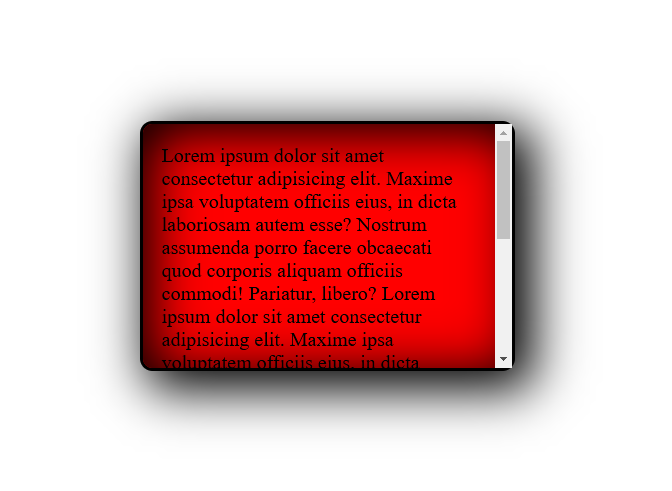 Lorem ipsum dolor sit amet
consectetur adipisicing elit. Maxime
ipsa voluptatem officiis eius, in dicta
laboriosam autem esse? Nostrum
assumenda porro facere obcaecati
quod corporis aliquam officiis
commodi! Pariatur, libero? Lorem
ipsum dolor sit amet consectetur
adipisicing elit. Maxime ipsa
voluptatem officiis eius, in dicta